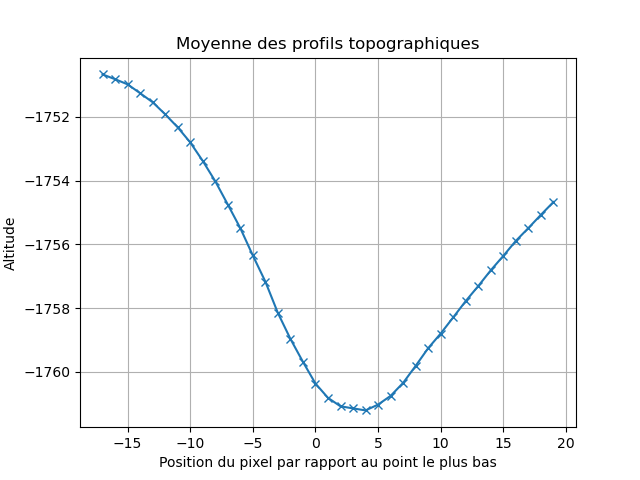 Moyenne des profils topographiques
−1752
−1754
−1756
−1758
−1760
Altitude
−15 −10 −5 0 5 10 15 20
Position du pixel par rapport au point le plus bas